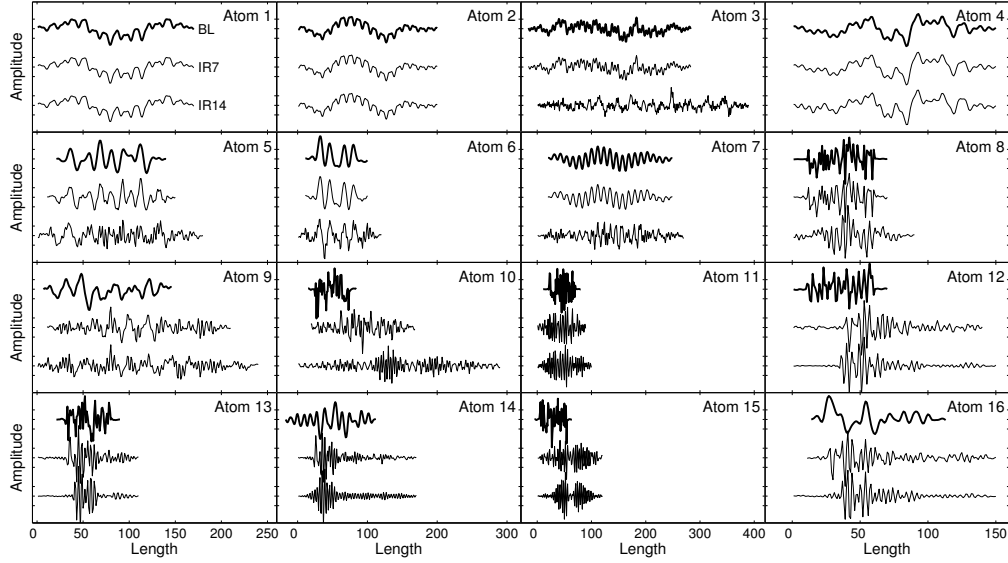 Atom 1 Atom 2 Atom 3 Atom 4
Amplitude
BL
IR7
IR14
Atom 5 Atom 6 Atom 7 Atom 8
Amplitude
Atom 9 Atom 10 Atom 11 Atom 12
Amplitude
Atom 13 Atom 14 Atom 15 Atom 16
Amplitude
0 50 100 150 200 250 0 100 200 300 0 100 200 300 400 0 50 100 150
Length Length Length Length